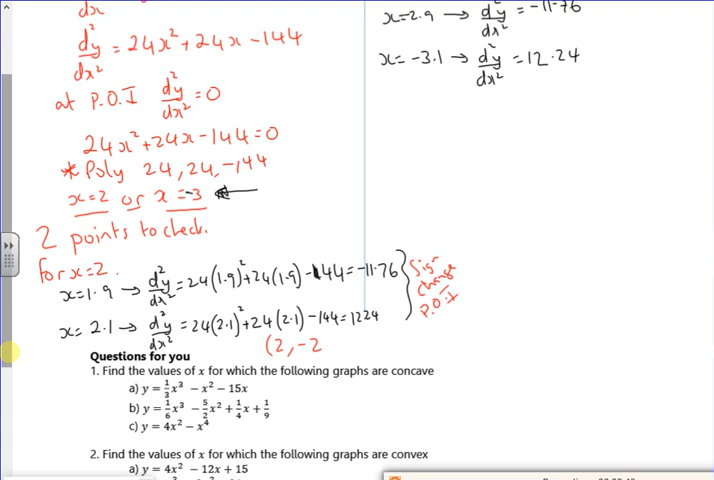 dx
d²y/dx² = 24x² + 24x - 144
at P.O.I d²y/dx² = 0
24x² + 24x - 144 = 0
* Poly 24, 24, -144
x=2 or x=-3
2 points to check.
for x=2.
x=1.9 → d²y/dx² = 24(1.9)² + 24(1.9) - 144 = -11.76
x=2.1 → d²y/dx² = 24(2.1)² + 24(2.1) - 144 = 1224
Sign
change
P.O.I
(2, -2
x=2.9 → d²y/dx² = -11.76
x=-3.1 → d²y/dx² = 12.24
Questions for you
1. Find the values of x for which the following graphs are concave
a) y = 1/3x³ - x² - 15x
b) y = 1/6x³ - 5/2x² + 1/4x + 1/9
c) y = 4x² - x⁴
2. Find the values of x for which the following graphs are convex
a) y = 4x² - 12x + 15